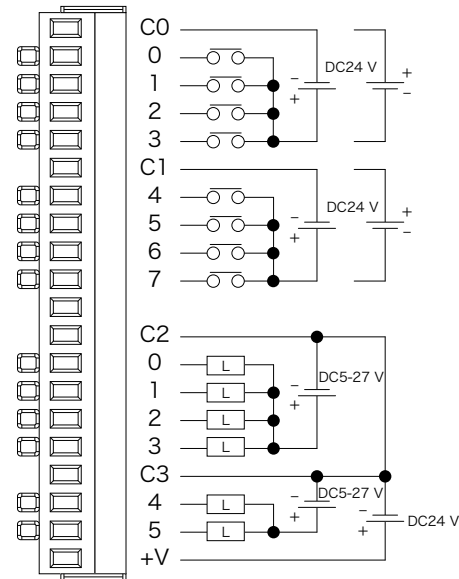 C0
0
1
2
3
- + DC24 V + -
C1
4
5
6
7
- + DC24 V + -
C2
0 L
1 L
2 L
3 L
- + DC5-27 V
C3
4 L
5 L
- + DC5-27 V
- + DC24 V
+V